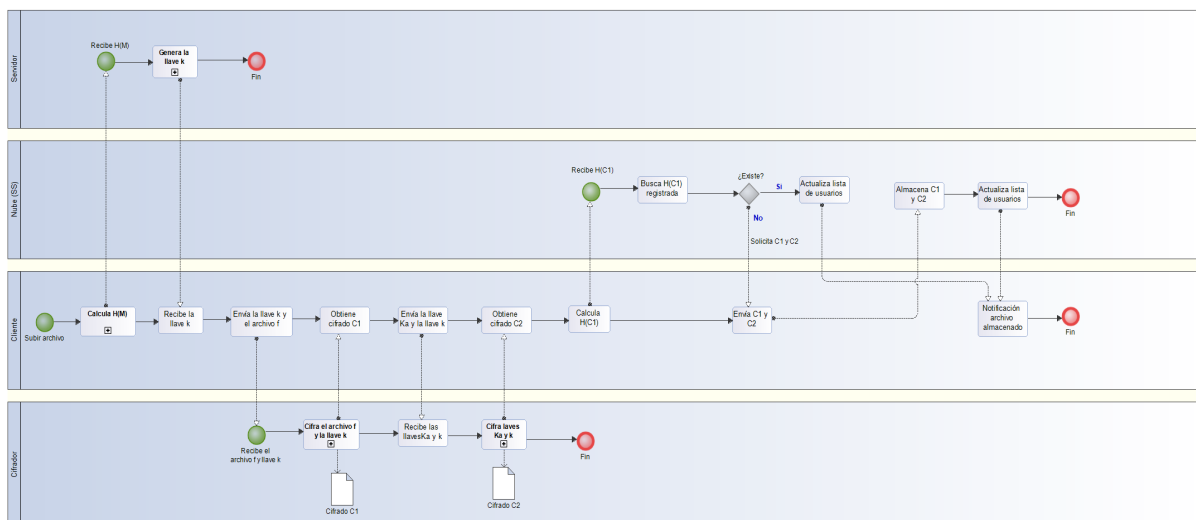 Servidor
Recibe H(M)
Genera la
llave k
Fin
Nube (SS)
Recibe H(C1)
Busca H(C1)
registrada
¿Existe?
Si
No
Actualiza lista
de usuarios
Solicita C1 y C2
Almacena C1
y C2
Actualiza lista
de usuarios
Fin
Cliente
Subir archivo
Calcula H(M)
Recibe la
llave k
Envía la llave k y
el archivo f
Obtiene
cifrado C1
Envía la llave
Ka y la llave k
Obtiene
cifrado C2
Calcula
H(C1)
Envía C1 y
C2
Notificación
archivo
almacenado
Fin
Cifrador
Recibe el
archivo f y llave k
Cifra el archivo f
y la llave k
Cifrado C1
Recibe las
llavesKa y k
Cifra laves
Ka y k
Cifrado C2
Fin